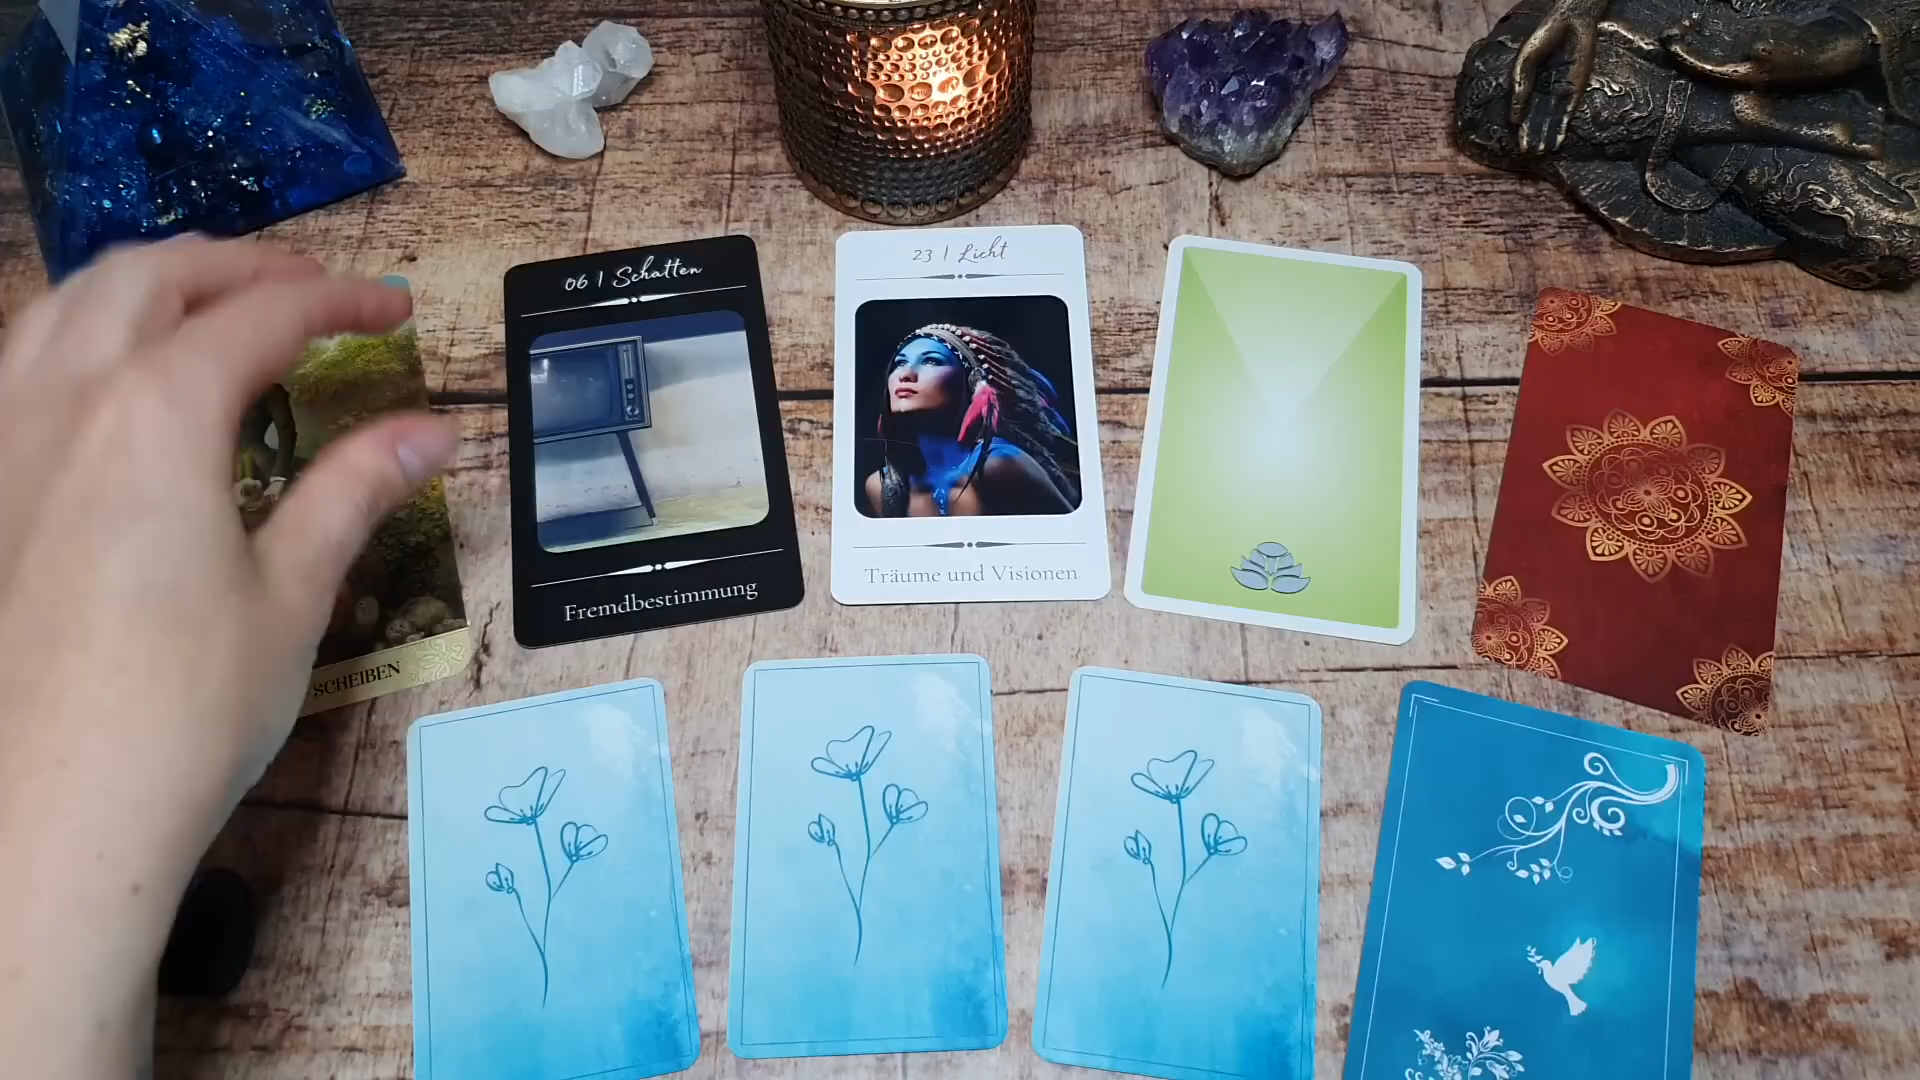 06 | Schatten
Fremdbestimmung
23 | Licht
Träume und Visionen
SCHEIBEN